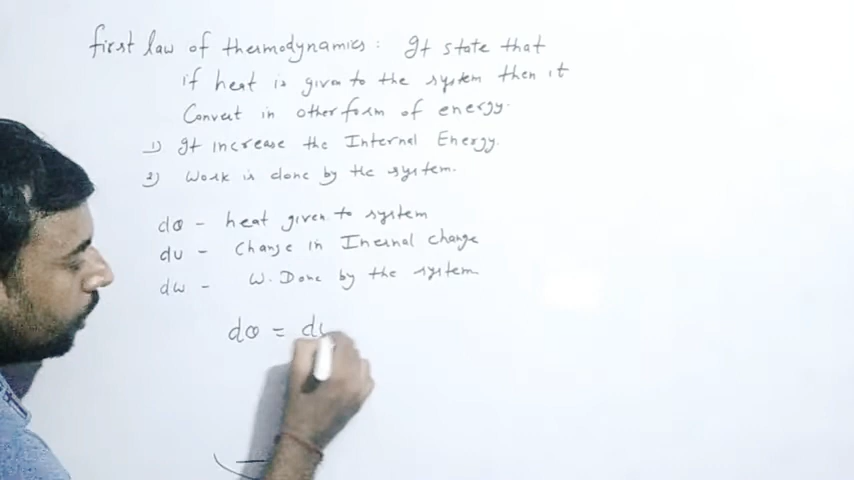 first law of thermodynamics: It state that
if heat is given to the system then it
Convert in other form of energy.
1) It increase the Internal Energy.
2) Work is done by the system.
dQ - heat given to system
dU - Change in Inernal change
dw - W. Done by the system
dQ = dU